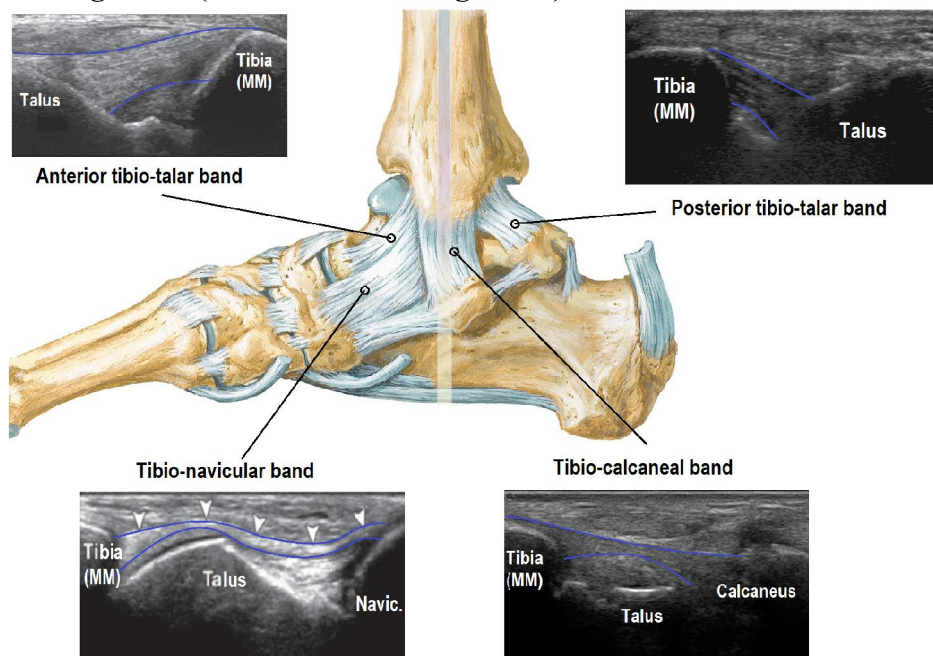 Tibia
(MM)
Talus
Tibia
(MM)
Talus
Anterior tibio-talar band
Posterior tibio-talar band
Tibio-navicular band
Tibio-calcaneal band
Tibia
(MM)
Talus
Navic.
Tibia
(MM)
Talus
Calcaneus